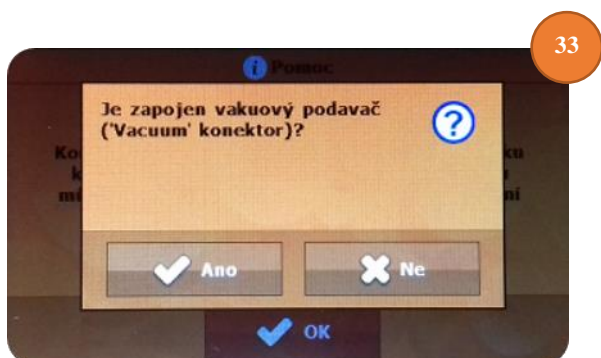 33
Pomoc
Je zapojen vakuový podavač
('Vacuum' konektor)?
Ano
Ne
OK